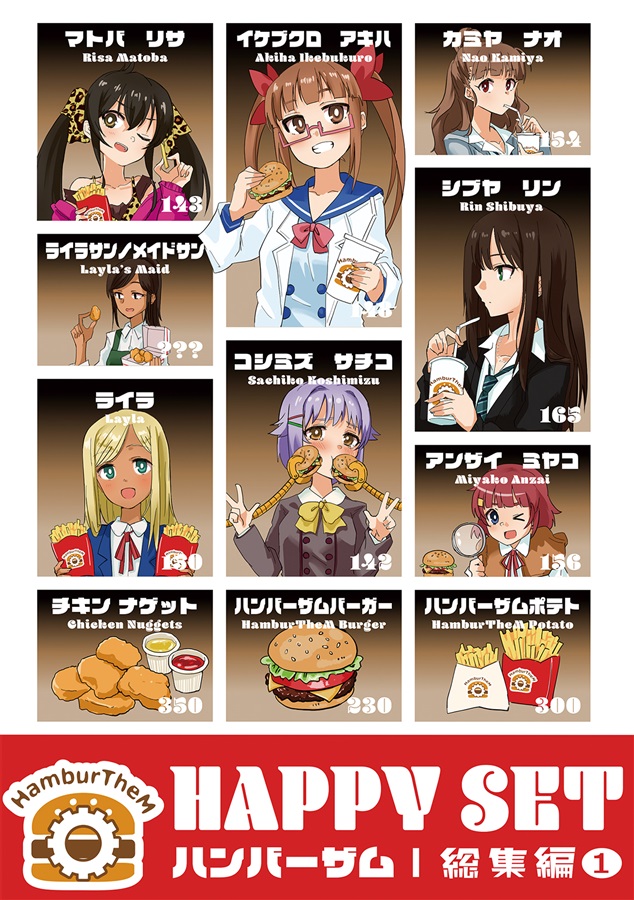 マトバ リサ
Risa Matoba
143
イケブクロ アキハ
Akiha Ikebukuro
HamburTheM
148
カミヤ ナオ
Nao Kamiya
154
シブヤ リン
Rin Shibuya
HamburTheM
165
ライラサンノメイドサン
Layla's Maid
???
ライラ
Layla
150
コシミズ サチコ
Sachiko Koshimizu
142
アンザイ ミヤコ
Miyako Anzai
156
チキン ナゲット
Chicken Nuggets
350
ハンバーザムバーガー
HamburTheM Burger
230
ハンバーザムポテト
HamburTheM Potato
300
HamburTheM
HAPPY SET
ハンバーザム|総集編1